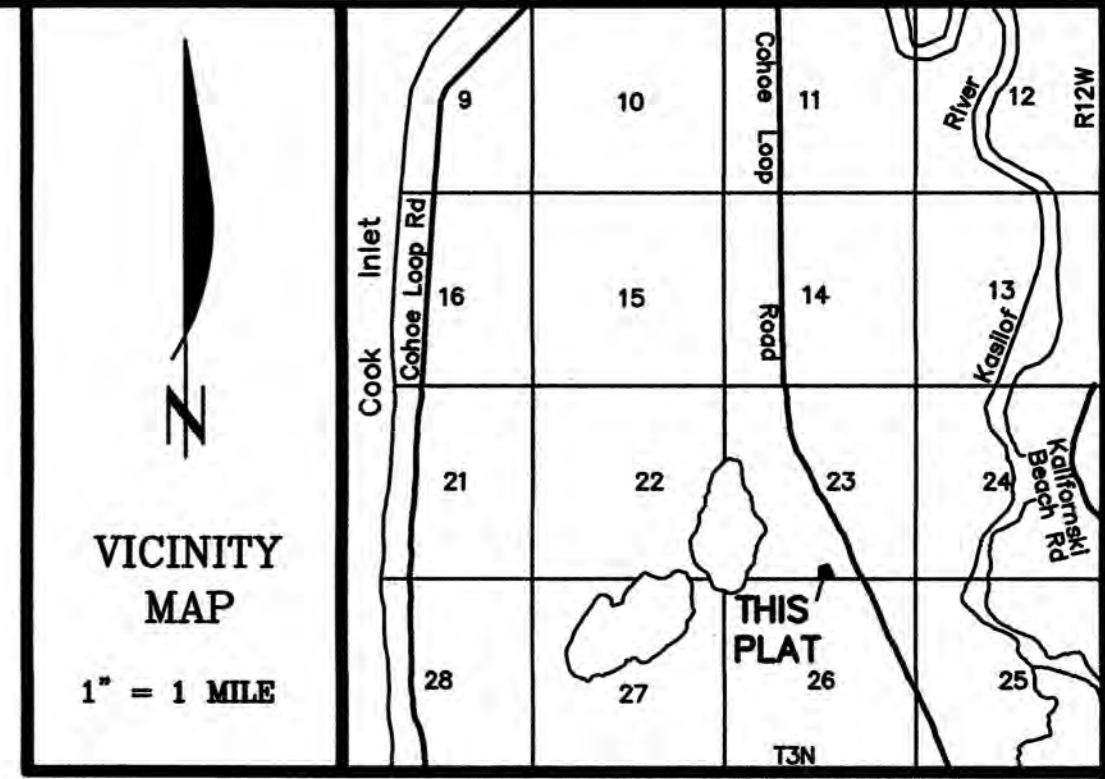 N
VICINITY
MAP
1" = 1 MILE
9
10
Cohoe Loop
11
River
12
R12W
Cook Inlet
Cohoe Loop Rd
16
15
Road
14
Kasilof
13
21
22
23
24
Kalifornski
Beach Rd
THIS
PLAT
28
27
26
25
T3N